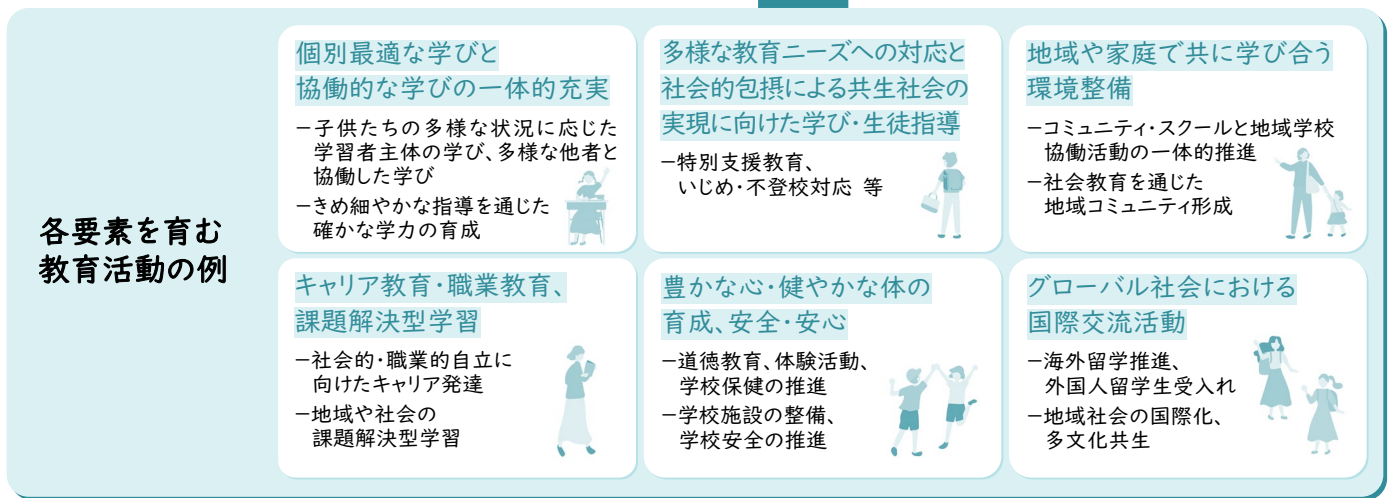 各要素を育む
教育活動の例
個別最適な学びと
協働的な学びの一体的充実
−子供たちの多様な状況に応じた
学習者主体の学び、多様な他者と
協働した学び
−きめ細やかな指導を通じた
確かな学力の育成
多様な教育ニーズへの対応と
社会的包摂による共生社会の
実現に向けた学び・生徒指導
−特別支援教育、
いじめ・不登校対応 等
地域や家庭で共に学び合う
環境整備
−コミュニティ・スクールと地域学校
協働活動の一体的推進
−社会教育を通じた
地域コミュニティ形成
キャリア教育・職業教育、
課題解決型学習
−社会的・職業的自立に
向けたキャリア発達
−地域や社会の
課題解決型学習
豊かな心・健やかな体の
育成、安全・安心
−道徳教育、体験活動、
学校保健の推進
−学校施設の整備、
学校安全の推進
グローバル社会における
国際交流活動
−海外留学推進、
外国人留学生受入れ
−地域社会の国際化、
多文化共生